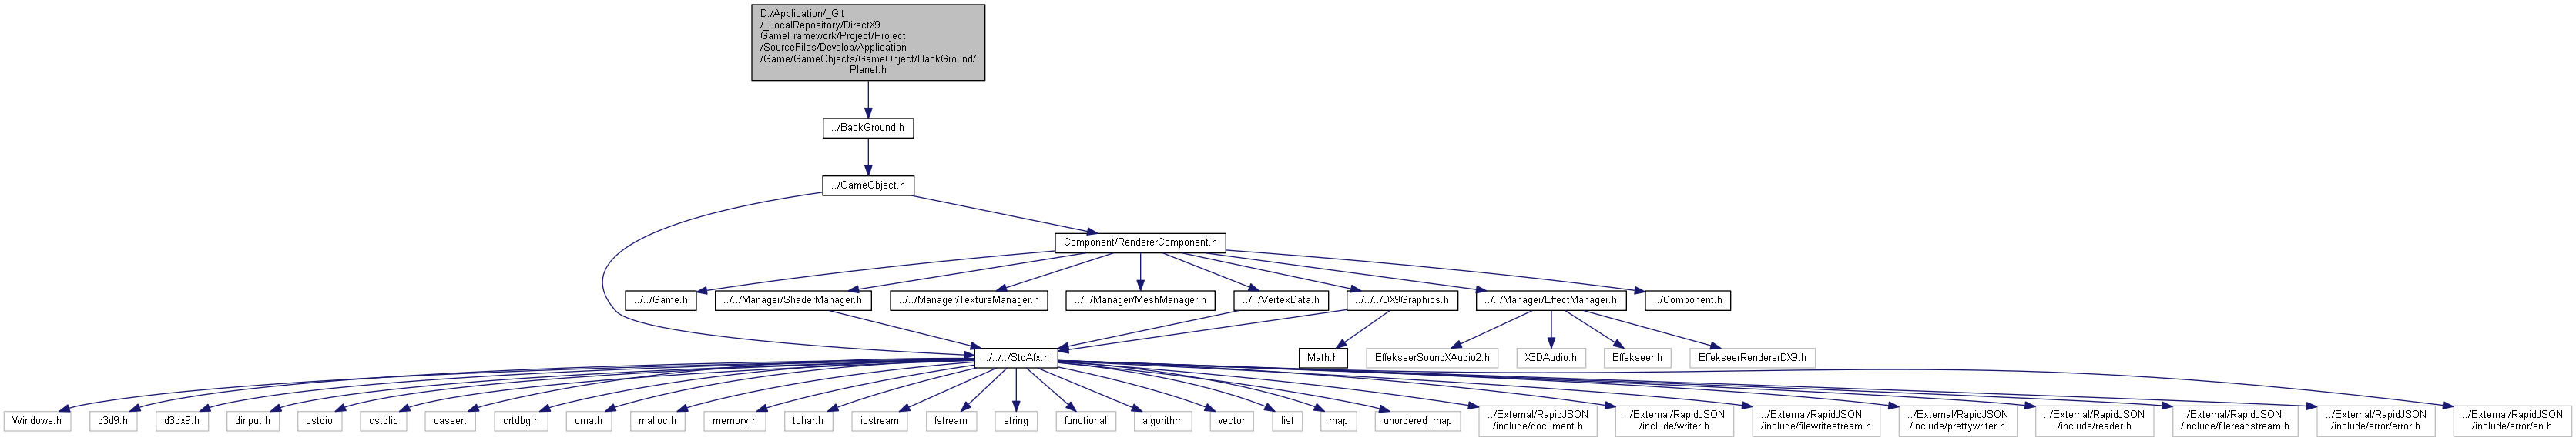 D:/Application/_Git
/_LocalRepository/DirectX9
GameFramework/Project/Project
/SourceFiles/Develop/Application
/Game/GameObjects/GameObject/BackGround/
Planet.h
../BackGround.h
../GameObject.h
Component/RendererComponent.h
../../Game.h
../../Manager/ShaderManager.h
../../Manager/TextureManager.h
../../Manager/MeshManager.h
../../VertexData.h
../../../DX9Graphics.h
../../Manager/EffectManager.h
../Component.h
../../../StdAfx.h
Math.h
EffekseerSoundXAudio2.h
X3DAudio.h
Effekseer.h
EffekseerRendererDX9.h
Windows.h
d3d9.h
d3dx9.h
dinput.h
cstdio
cstdlib
cassert
crtdbg.h
cmath
malloc.h
memory.h
tchar.h
iostream
fstream
string
functional
algorithm
vector
list
map
unordered_map
../External/RapidJSON
/include/document.h
../External/RapidJSON
/include/writer.h
../External/RapidJSON
/include/filewritestream.h
../External/RapidJSON
/include/prettywriter.h
../External/RapidJSON
/include/reader.h
../External/RapidJSON
/include/filereadstream.h
../External/RapidJSON
/include/error/error.h
../External/RapidJSON
/include/error/en.h